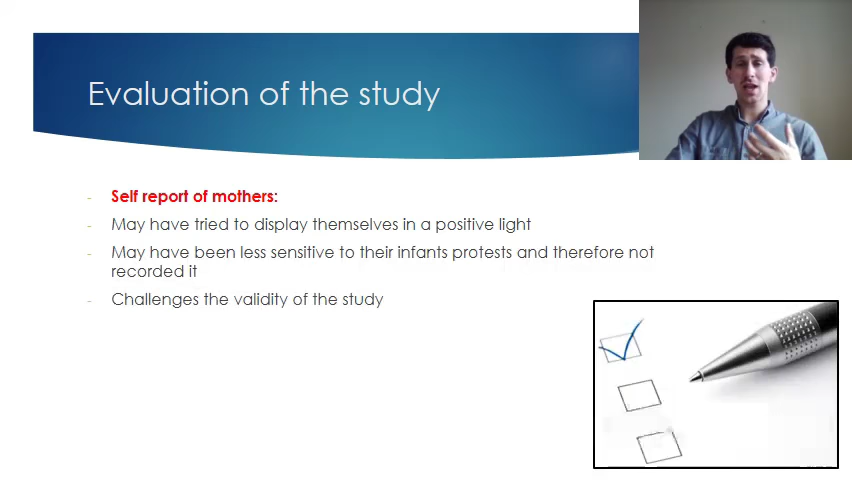 Evaluation of the study
- Self report of mothers:
- May have tried to display themselves in a positive light
- May have been less sensitive to their infants protests and therefore not
recorded it
- Challenges the validity of the study